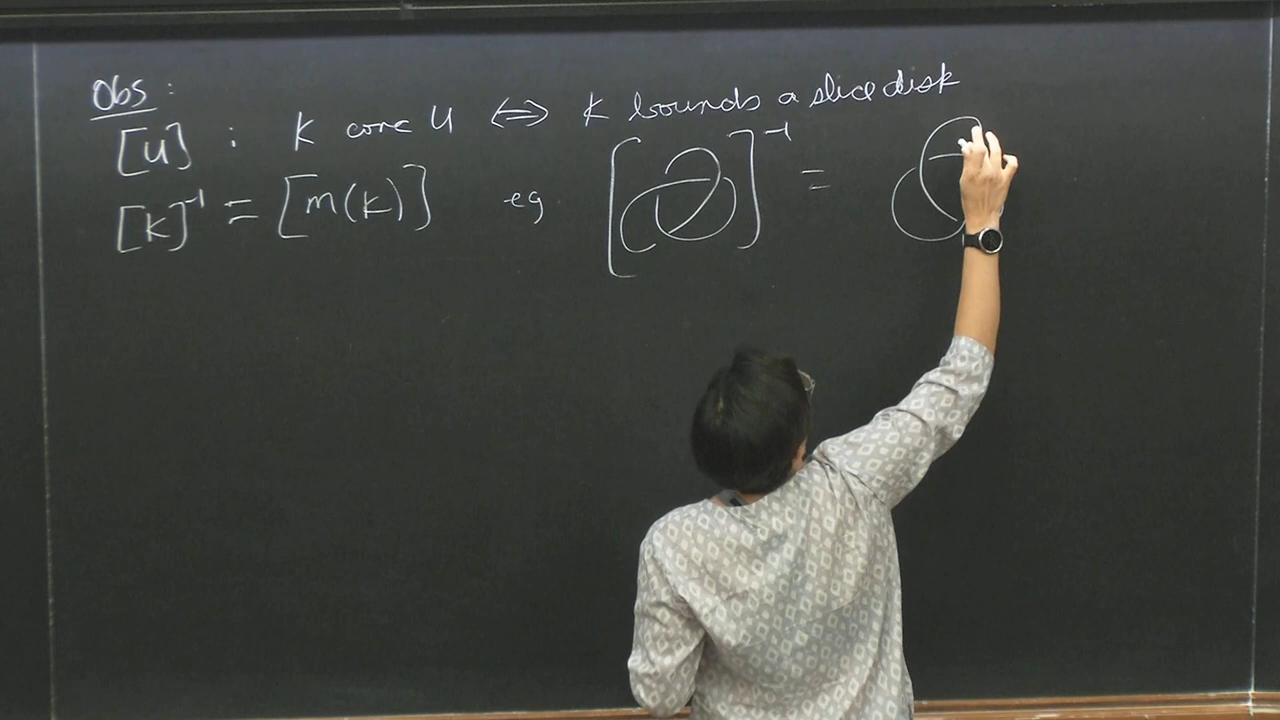 Obs :
[U] : K conc U ⇔ K bounds a slice disk
[K]⁻¹ = [m(K)] eg [ ]⁻¹ =